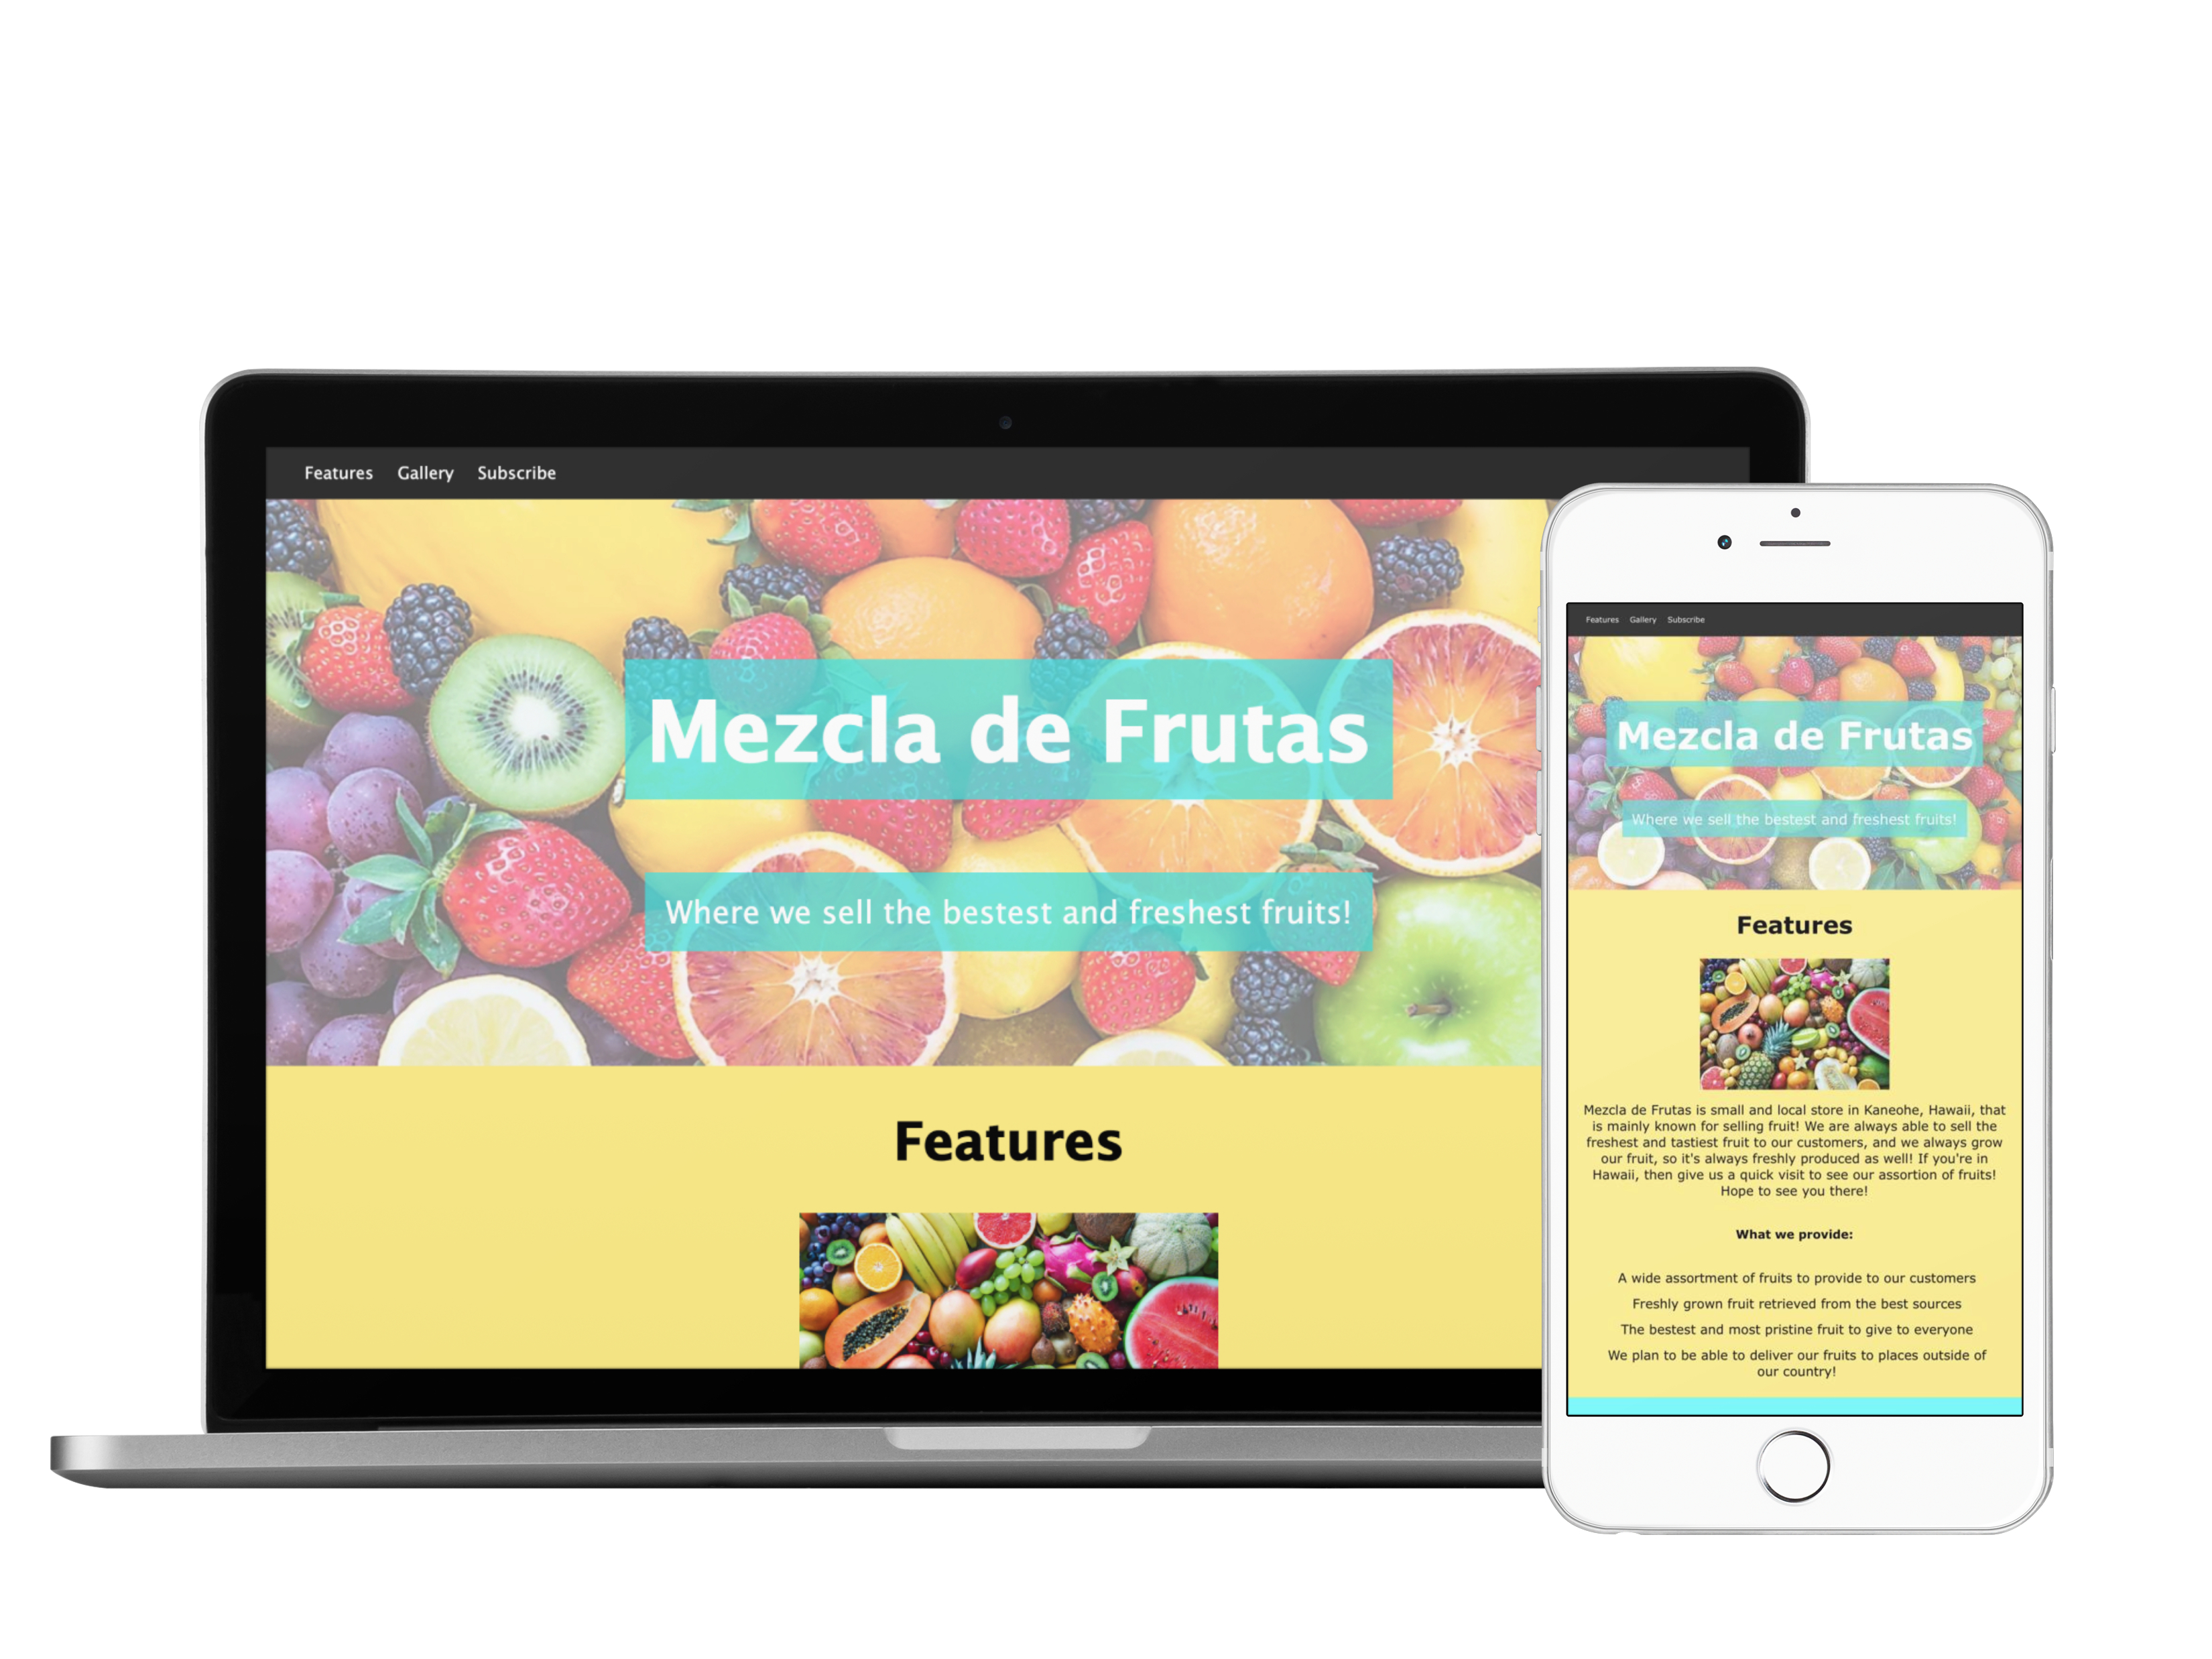 Features Gallery Subscribe
Mezcla de Frutas
Where we sell the bestest and freshest fruits!
Features
Features Gallery Subscribe
Mezcla de Frutas
Where we sell the bestest and freshest fruits!
Features
Mezcla de Frutas is small and local store in Kaneohe, Hawaii, that
is mainly known for selling fruit! We are always able to sell the
freshest and tastiest fruit to our customers, and we always grow
our fruit, so it's always freshly produced as well! If you're in
Hawaii, then give us a quick visit to see our assortion of fruits!
Hope to see you there!
What we provide:
A wide assortment of fruits to provide to our customers
Freshly grown fruit retrieved from the best sources
The bestest and most pristine fruit to give to everyone
We plan to be able to deliver our fruits to places outside of
our country!